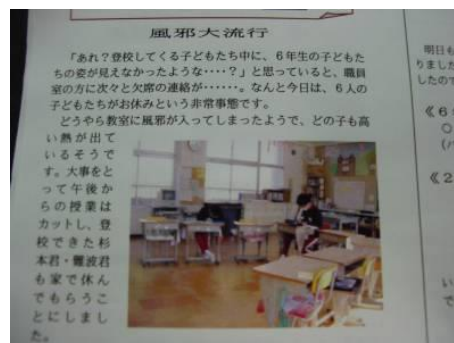 風邪大流行
「あれ？登校してくる子どもたち中に、６年生の子どもた
ちの姿が見えなかったような‥‥？」と思っていると、職員
室の方に次々と欠席の連絡が‥‥‥。なんと今日は、６人の
子どもたちがお休みという非常事態です。
どうやら教室に風邪が入ってしまったようで、どの子も高
い熱が出て
いるそうで
す。大事をと
って午後か
らの授業は
カットし、登
校できた杉
本君・難波君
も家で休ん
でもらうこ
とにしまし
た。
明日も
りました
したので
《６
○
《２
い
で